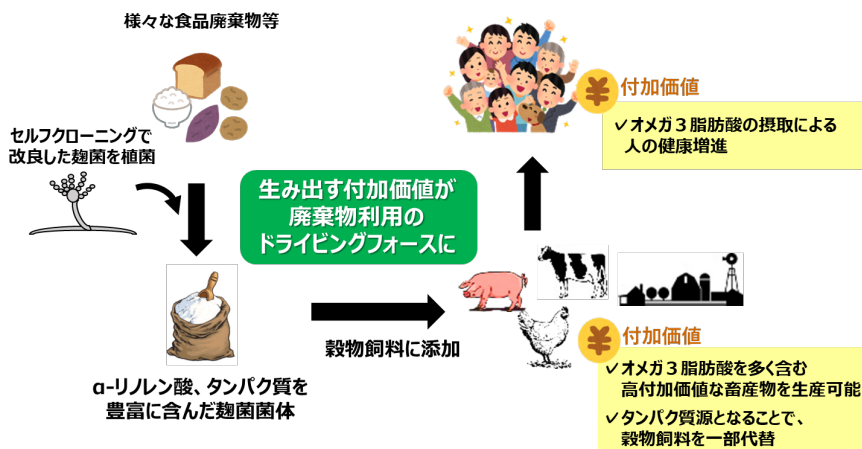 様々な食品廃棄物等
セルフクローニングで
改良した麹菌を植菌
生み出す付加価値が
廃棄物利用の
ドライビングフォースに
¥ 付加価値
✓オメガ３脂肪酸の摂取による
人の健康増進
穀物飼料に添加
α-リノレン酸、タンパク質を
豊富に含んだ麹菌菌体
¥ 付加価値
✓オメガ３脂肪酸を多く含む
高付加価値な畜産物を生産可能
✓タンパク質源となることで、
穀物飼料を一部代替